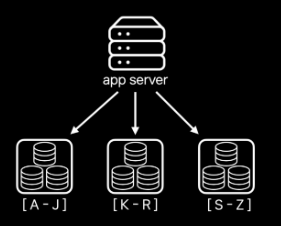 app server
[A-J]
[K-R]
[S-Z]